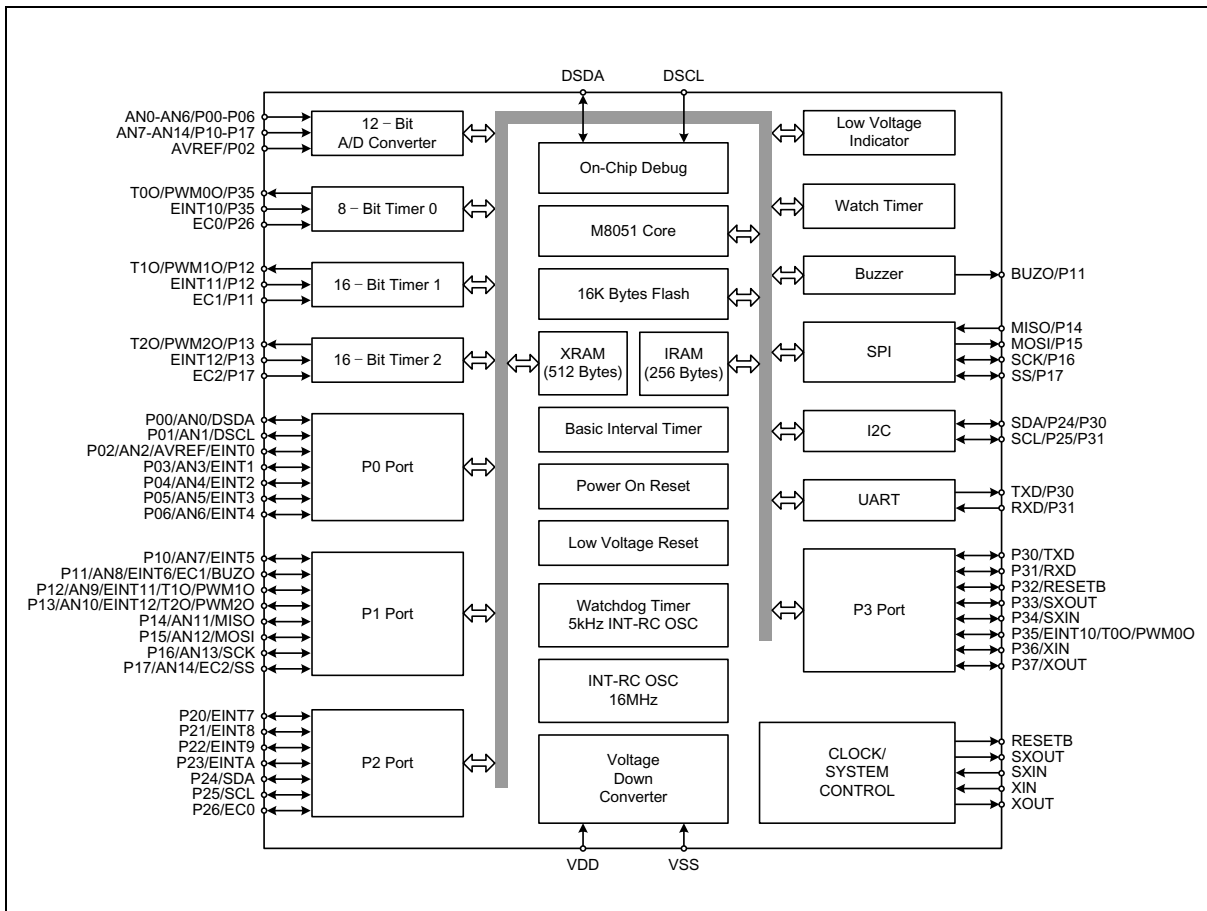 DSDA
DSCL
AN0-AN6/P00-P06
AN7-AN14/P10-P17
AVREF/P02
12 – Bit
A/D Converter
T0O/PWM0O/P35
EINT10/P35
EC0/P26
8 – Bit Timer 0
T1O/PWM1O/P12
EINT11/P12
EC1/P11
16 – Bit Timer 1
T2O/PWM2O/P13
EINT12/P13
EC2/P17
16 – Bit Timer 2
P00/AN0/DSDA
P01/AN1/DSCL
P02/AN2/AVREF/EINT0
P03/AN3/EINT1
P04/AN4/EINT2
P05/AN5/EINT3
P06/AN6/EINT4
P0 Port
P10/AN7/EINT5
P11/AN8/EINT6/EC1/BUZO
P12/AN9/EINT11/T1O/PWM1O
P13/AN10/EINT12/T2O/PWM2O
P14/AN11/MISO
P15/AN12/MOSI
P16/AN13/SCK
P17/AN14/EC2/SS
P1 Port
P20/EINT7
P21/EINT8
P22/EINT9
P23/EINTA
P24/SDA
P25/SCL
P26/EC0
P2 Port
On-Chip Debug
M8051 Core
16K Bytes Flash
XRAM
(512 Bytes)
IRAM
(256 Bytes)
Basic Interval Timer
Power On Reset
Low Voltage Reset
Watchdog Timer
5kHz INT-RC OSC
INT-RC OSC
16MHz
Voltage
Down
Converter
VDD
VSS
Low Voltage
Indicator
Watch Timer
Buzzer
BUZO/P11
SPI
MISO/P14
MOSI/P15
SCK/P16
SS/P17
I2C
SDA/P24/P30
SCL/P25/P31
UART
TXD/P30
RXD/P31
P3 Port
P30/TXD
P31/RXD
P32/RESETB
P33/SXOUT
P34/SXIN
P35/EINT10/T0O/PWM0O
P36/XIN
P37/XOUT
CLOCK/
SYSTEM
CONTROL
RESETB
SXOUT
SXIN
XIN
XOUT